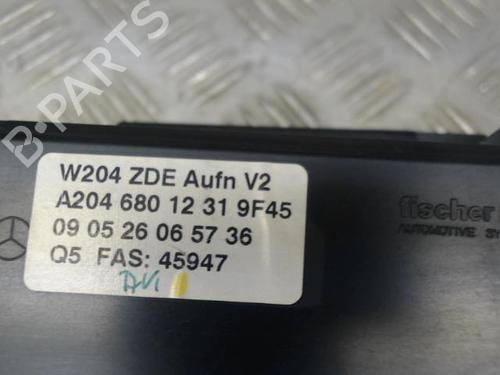 B-PARTS
W204 ZDE Aufn V2
A204 680 12 31 9F45
09 05 26 06 57 36
Q5 FAS: 45947
fischer
AUTOMOTIVE SY